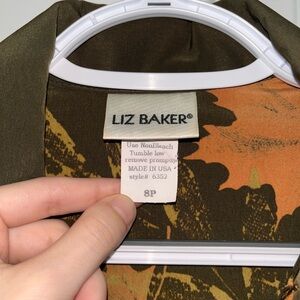 LIZ BAKER®
Use NonBleach
Tumble low
remove promptly
MADE IN USA
style# 6352
8P